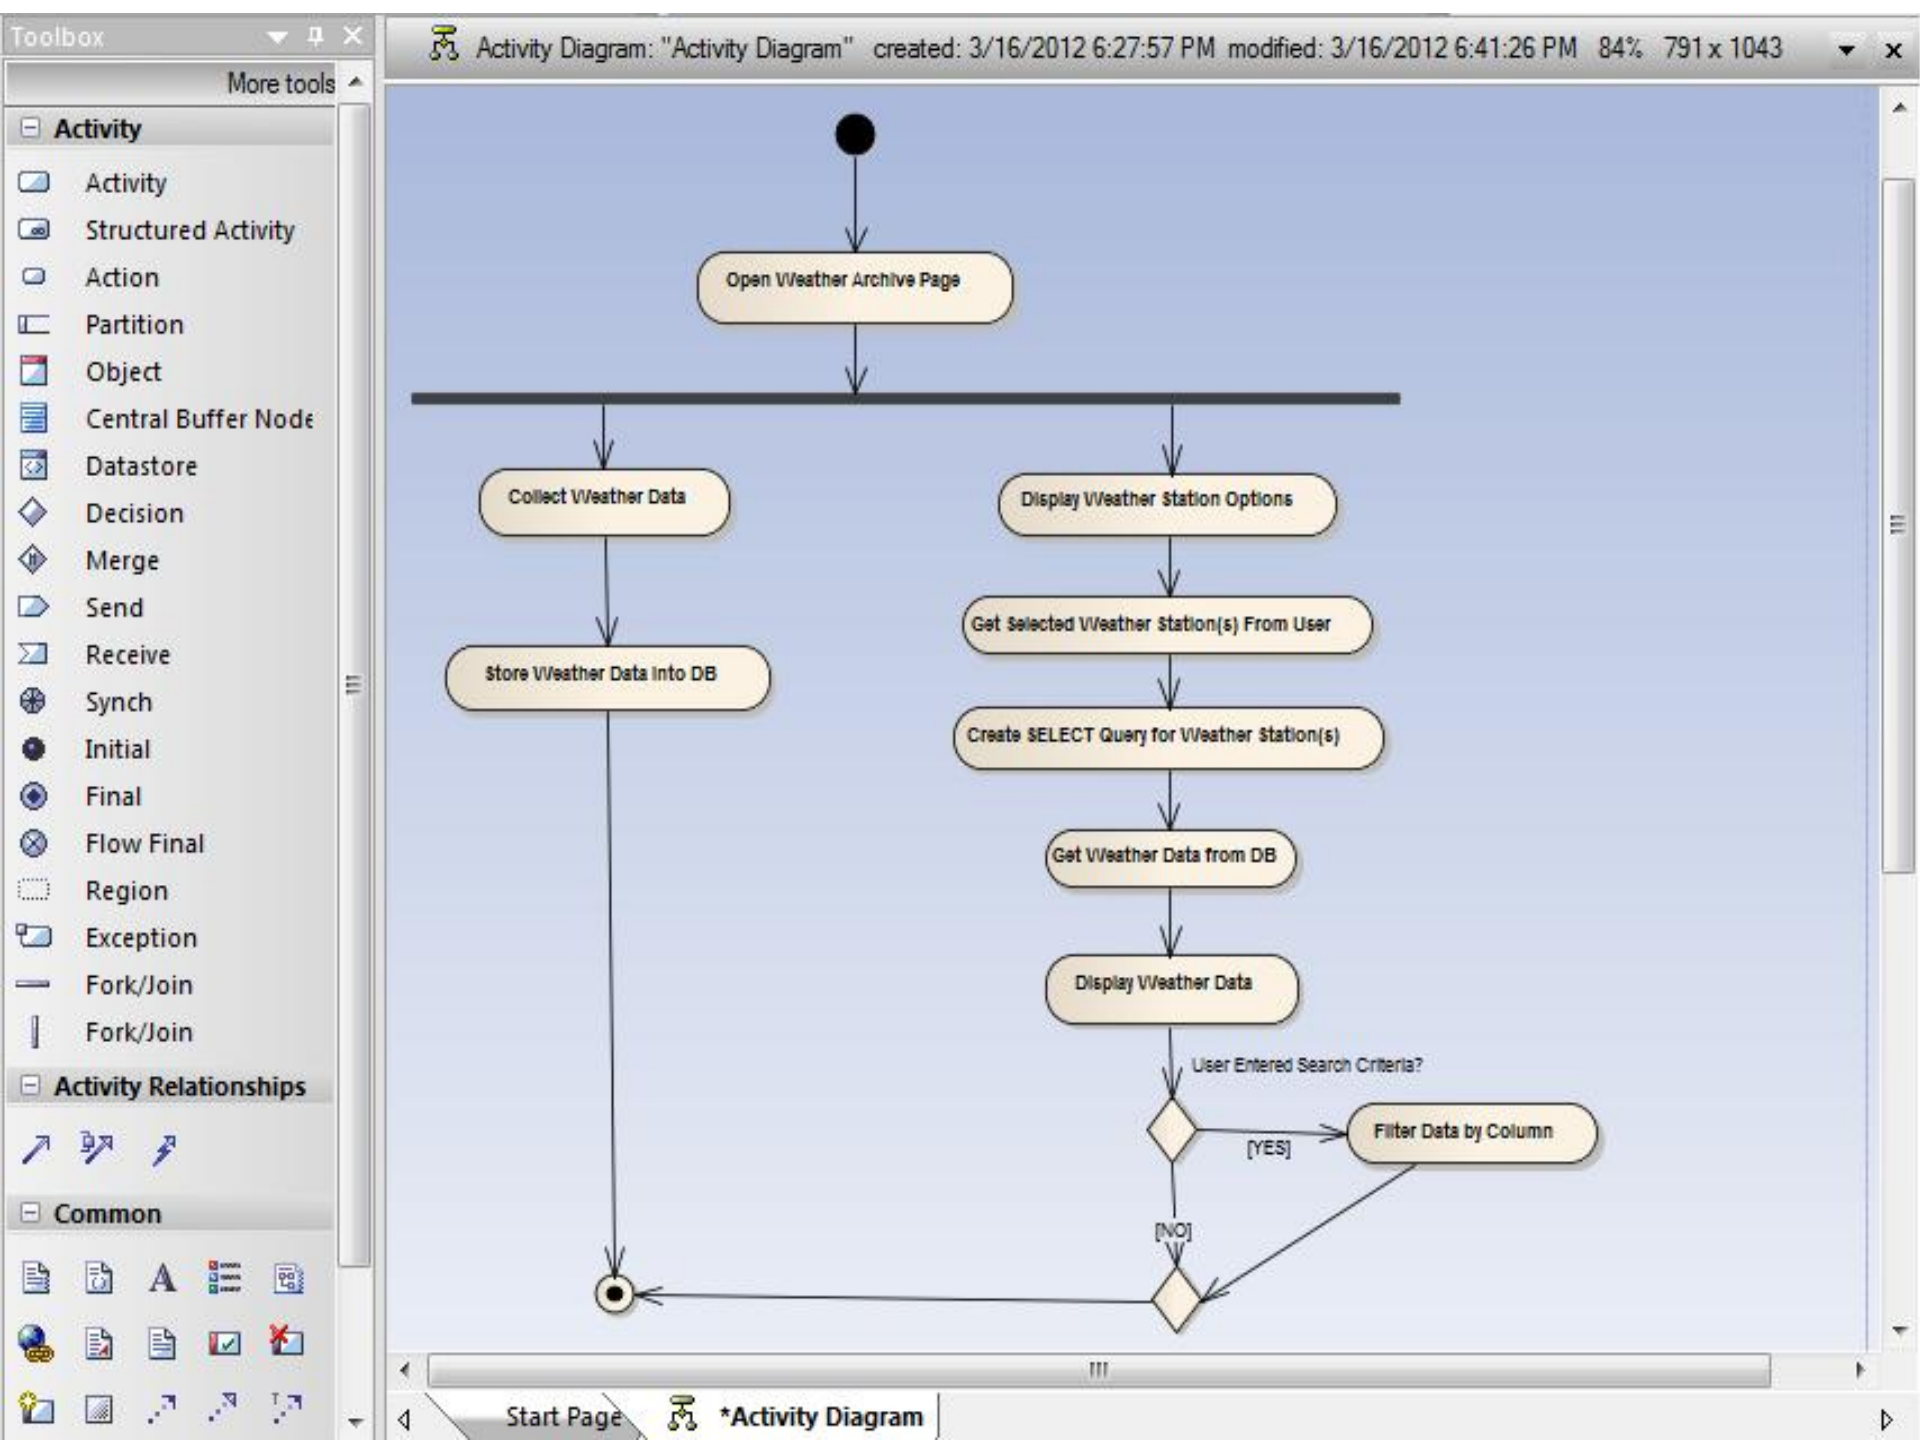 Toolbox
More tools
Activity
Activity
Structured Activity
Action
Partition
Object
Central Buffer Node
Datastore
Decision
Merge
Send
Receive
Synch
Initial
Final
Flow Final
Region
Exception
Fork/Join
Fork/Join
Activity Relationships
Common
Activity Diagram: "Activity Diagram" created: 3/16/2012 6:27:57 PM modified: 3/16/2012 6:41:26 PM 84% 791 x 1043
Open Weather Archive Page
Collect Weather Data
Display Weather Station Options
Get Selected Weather Station(s) From User
Store Weather Data Into DB
Create SELECT Query for Weather Station(s)
Get Weather Data from DB
Display Weather Data
User Entered Search Criteria?
Filter Data by Column
[YES]
[NO]
Start Page
*Activity Diagram